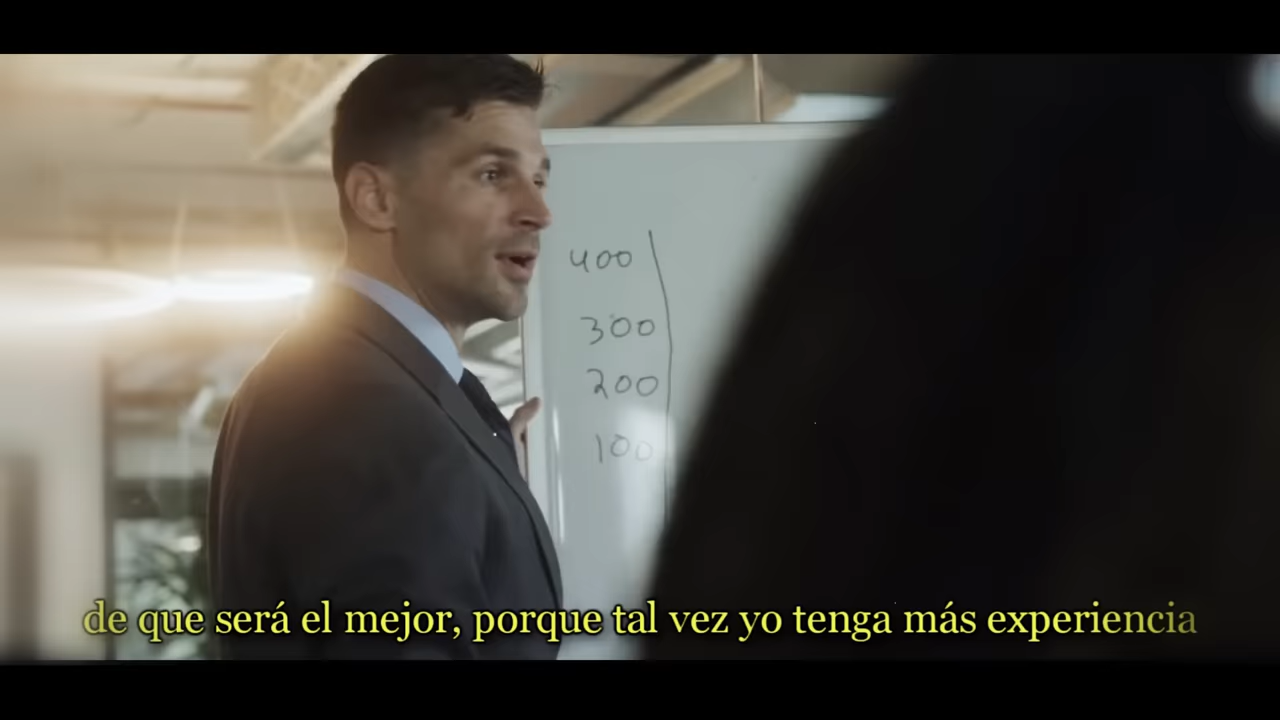 400
300
200
100
de que será el mejor, porque tal vez yo tenga más experiencia